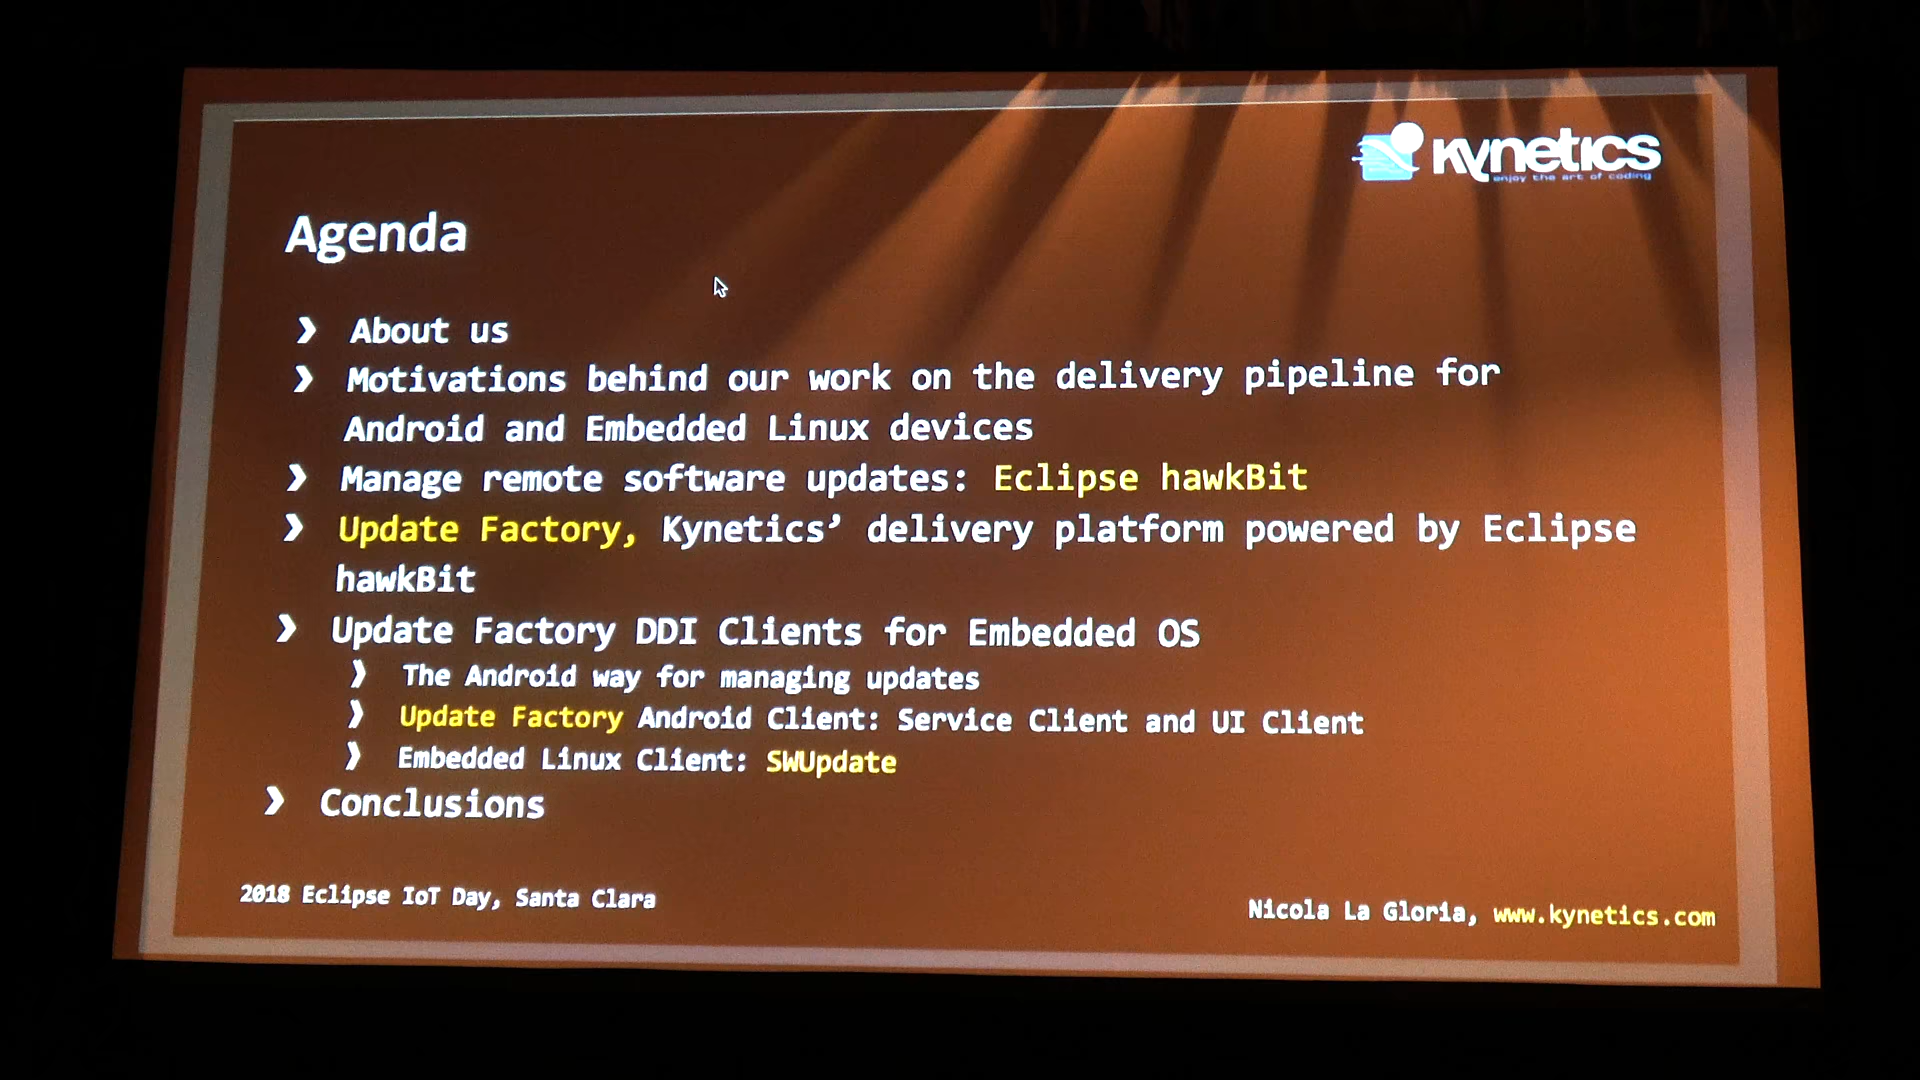 kynetics
enjoy the art of coding
Agenda
❯ About us
❯ Motivations behind our work on the delivery pipeline for
Android and Embedded Linux devices
❯ Manage remote software updates: Eclipse hawkBit
❯ Update Factory, Kynetics’ delivery platform powered by Eclipse
hawkBit
❯ Update Factory DDI Clients for Embedded OS
❯ The Android way for managing updates
❯ Update Factory Android Client: Service Client and UI Client
❯ Embedded Linux Client: SWUpdate
❯ Conclusions
2018 Eclipse IoT Day, Santa Clara
Nicola La Gloria, www.kynetics.com